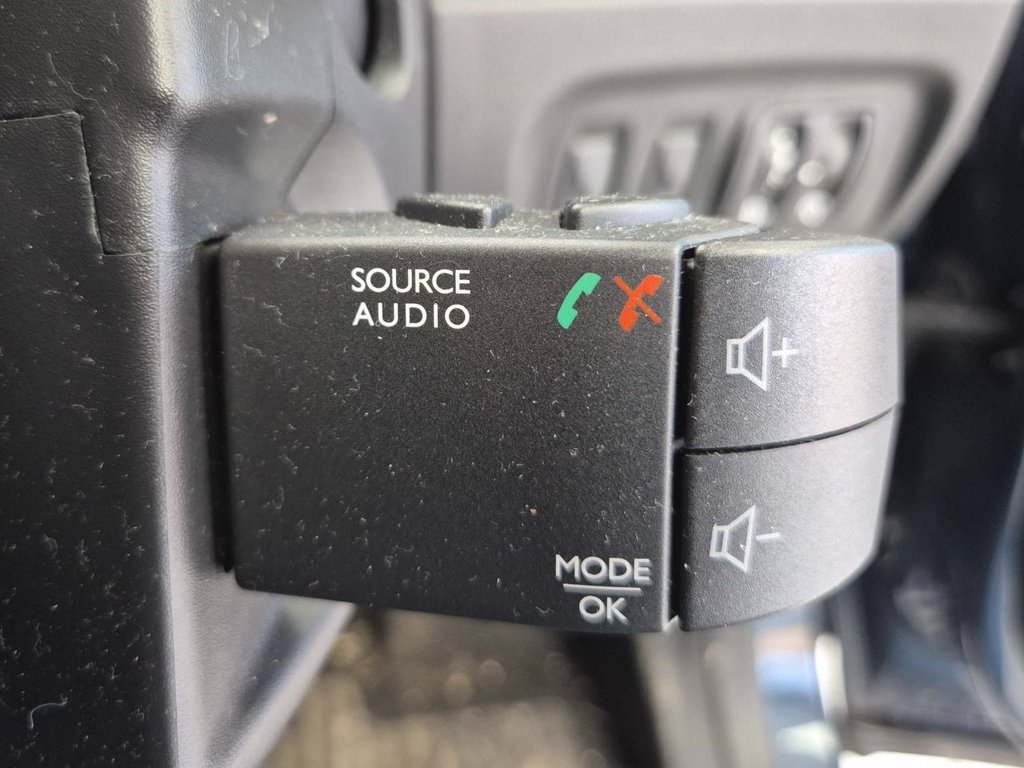 SOURCE
AUDIO
+
-
MODE
OK